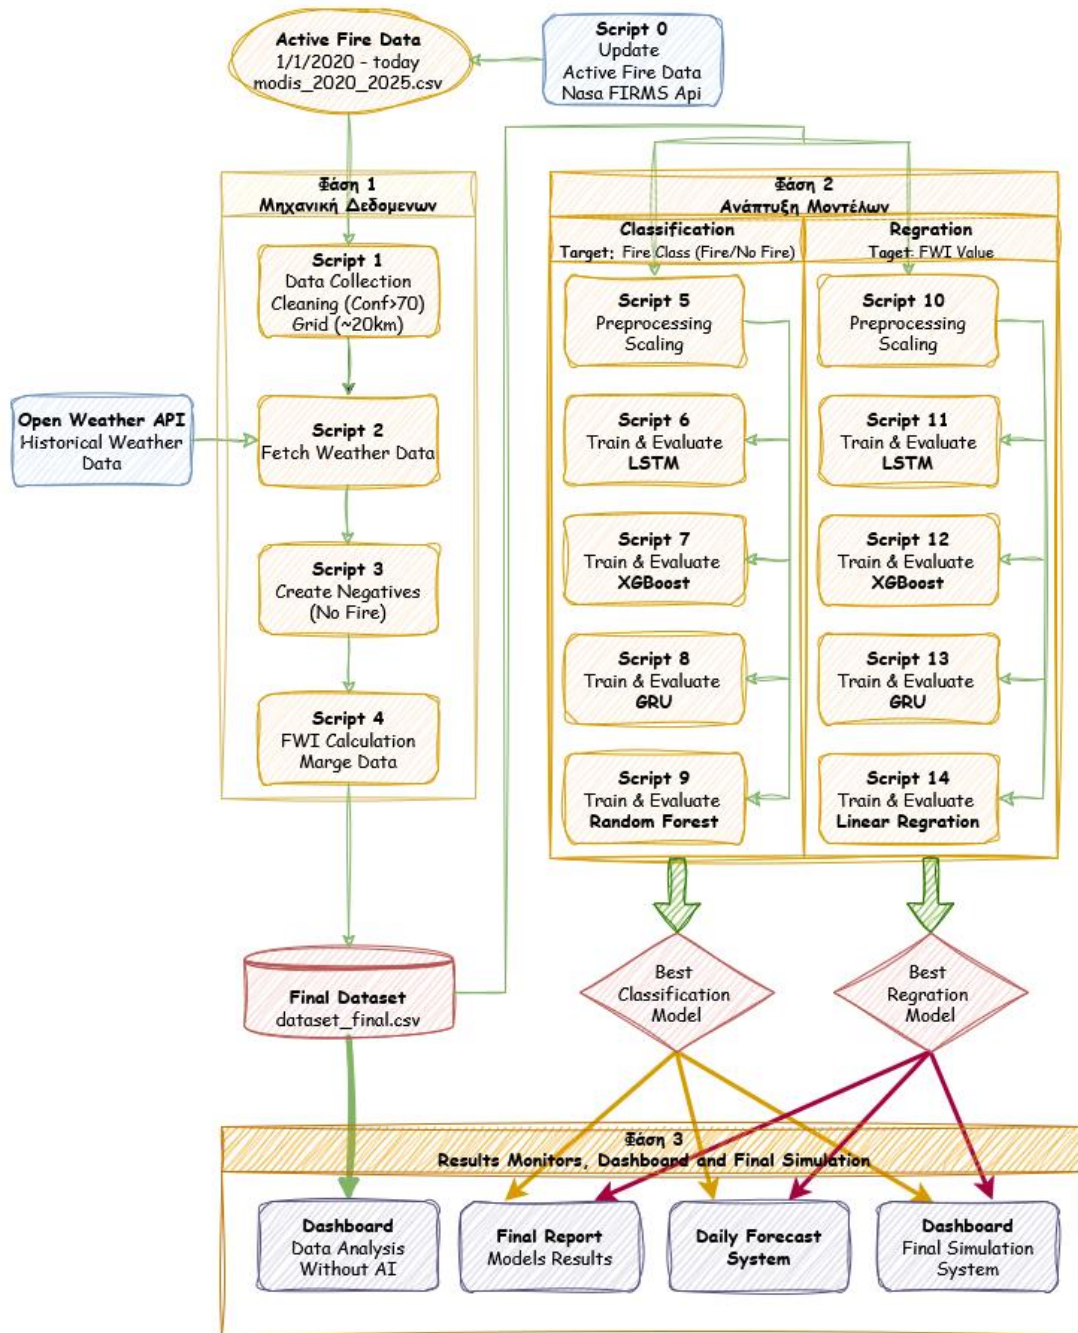 Active Fire Data
1/1/2020 - today
modis_2020_2025.csv
Script 0
Update
Active Fire Data
Nasa FIRMS Api
Φάση 1
Μηχανική Δεδομενων
Script 1
Data Collection
Cleaning (Conf>70)
Grid (~20km)
Open Weather API
Historical Weather
Data
Script 2
Fetch Weather Data
Script 3
Create Negatives
(No Fire)
Script 4
FWI Calculation
Marge Data
Final Dataset
dataset_final.csv
Φάση 2
Ανάπτυξη Μοντέλων
Classification
Target: Fire Class (Fire/No Fire)
Script 5
Preprocessing
Scaling
Script 6
Train & Evaluate
LSTM
Script 7
Train & Evaluate
XGBoost
Script 8
Train & Evaluate
GRU
Script 9
Train & Evaluate
Random Forest
Regration
Taget: FWI Value
Script 10
Preprocessing
Scaling
Script 11
Train & Evaluate
LSTM
Script 12
Train & Evaluate
XGBoost
Script 13
Train & Evaluate
GRU
Script 14
Train & Evaluate
Linear Regration
Best
Classification
Model
Best
Regration
Model
Φάση 3
Results Monitors, Dashboard and Final Simulation
Dashboard
Data Analysis
Without AI
Final Report
Models Results
Daily Forecast
System
Dashboard
Final Simulation
System